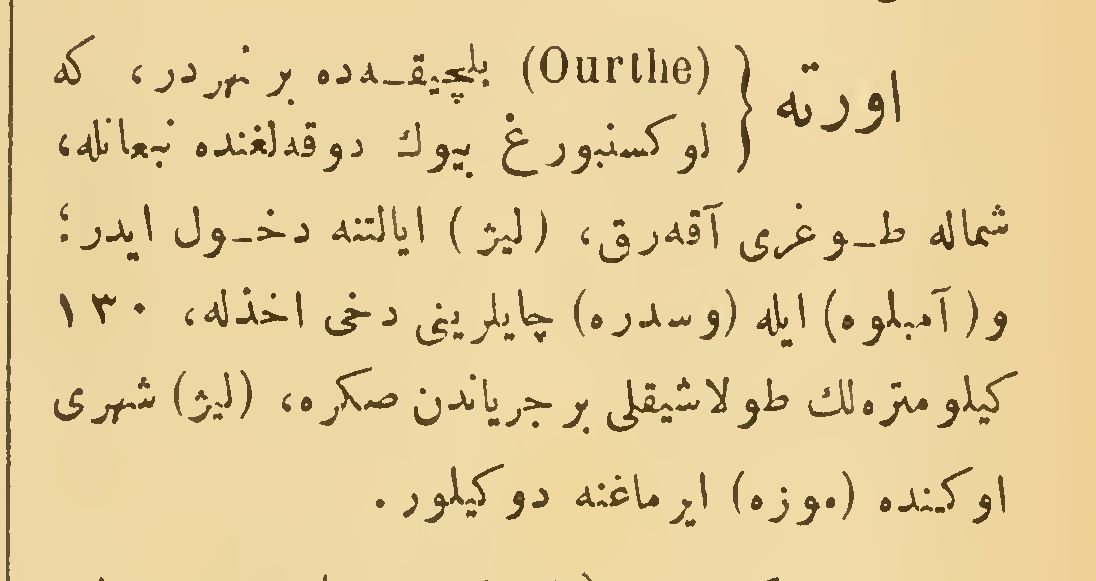 اورته { (Ourthe) بلچیقـه‌ده بر نهردر، که
لوکسنبورغ بیوك دوقه‌لغنده نبعانله،
شماله طـوغری آقه‌رق، (لیژ) ایالتنه دخـول ایدر؛
و (آمبلوه) ایله (وسدره) چایلرینی دخی اخذله، ۱۳۰
کیلومتره‌لك طولاشیقلی بر جریاندن صکره، (لیژ) شهری
اوکنده (موزه) ایرماغنه دوکیلور.